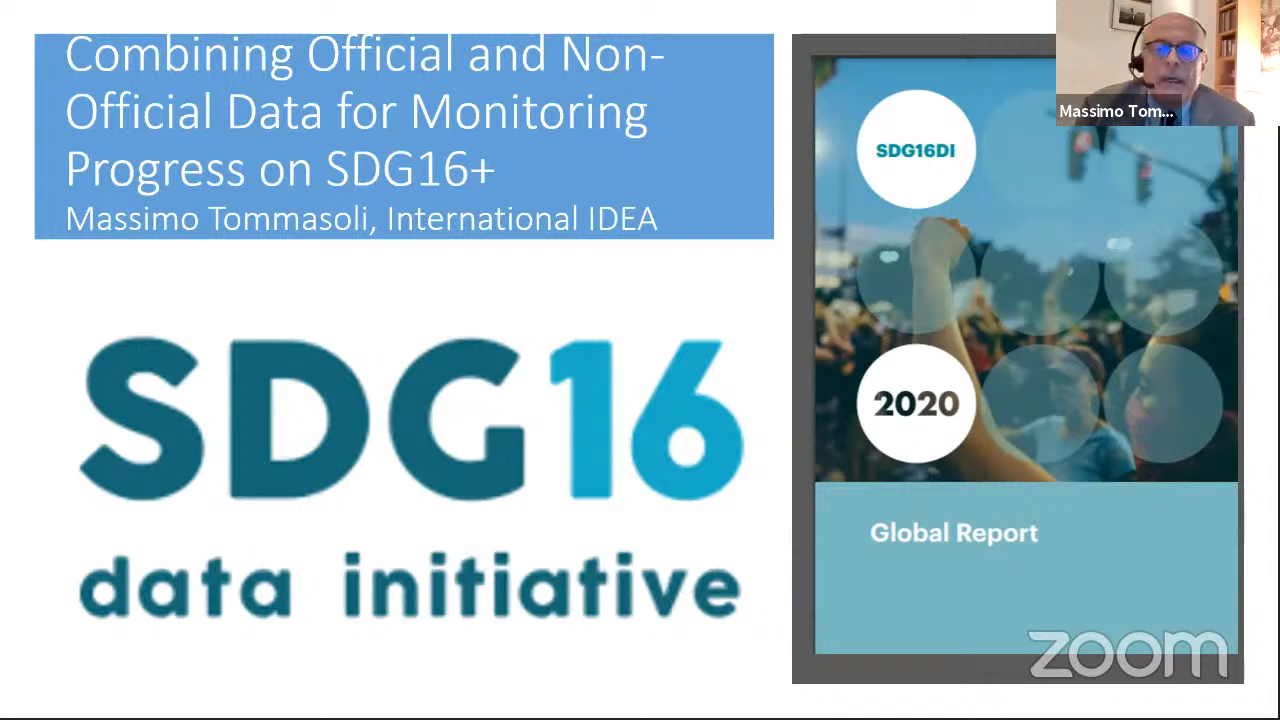 Combining Official and Non-
Official Data for Monitoring
Progress on SDG16+
Massimo Tommasoli, International IDEA
SDG16
data initiative
SDG16DI
2020
Global Report
Massimo Tom...
zoom